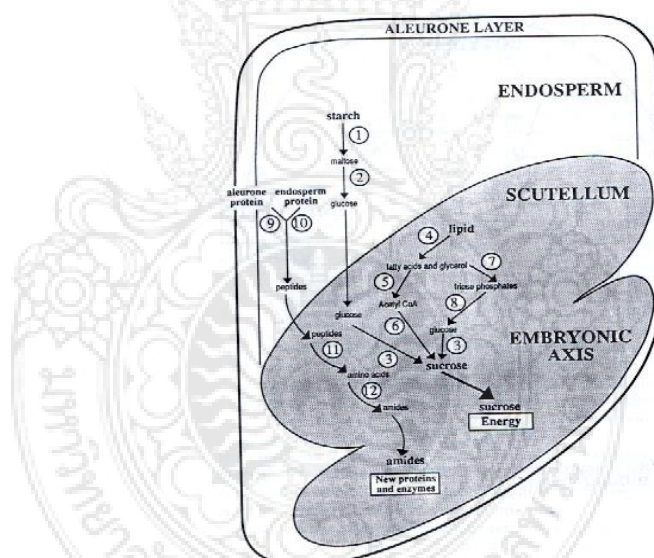 ALEURONE LAYER
ENDOSPERM
starch
1
maltose
2
glucose
aleurone protein
endosperm protein
9
10
SCUTELLUM
4
lipid
fatty acids and glycerol
7
5
triose phosphates
peptides
Acetyl CoA
8
glucose
6
glucose
EMBRYONIC
AXIS
peptides
3
3
11
sucrose
amino acids
12
sucrose
Energy
amides
amides
New proteins
and enzymes